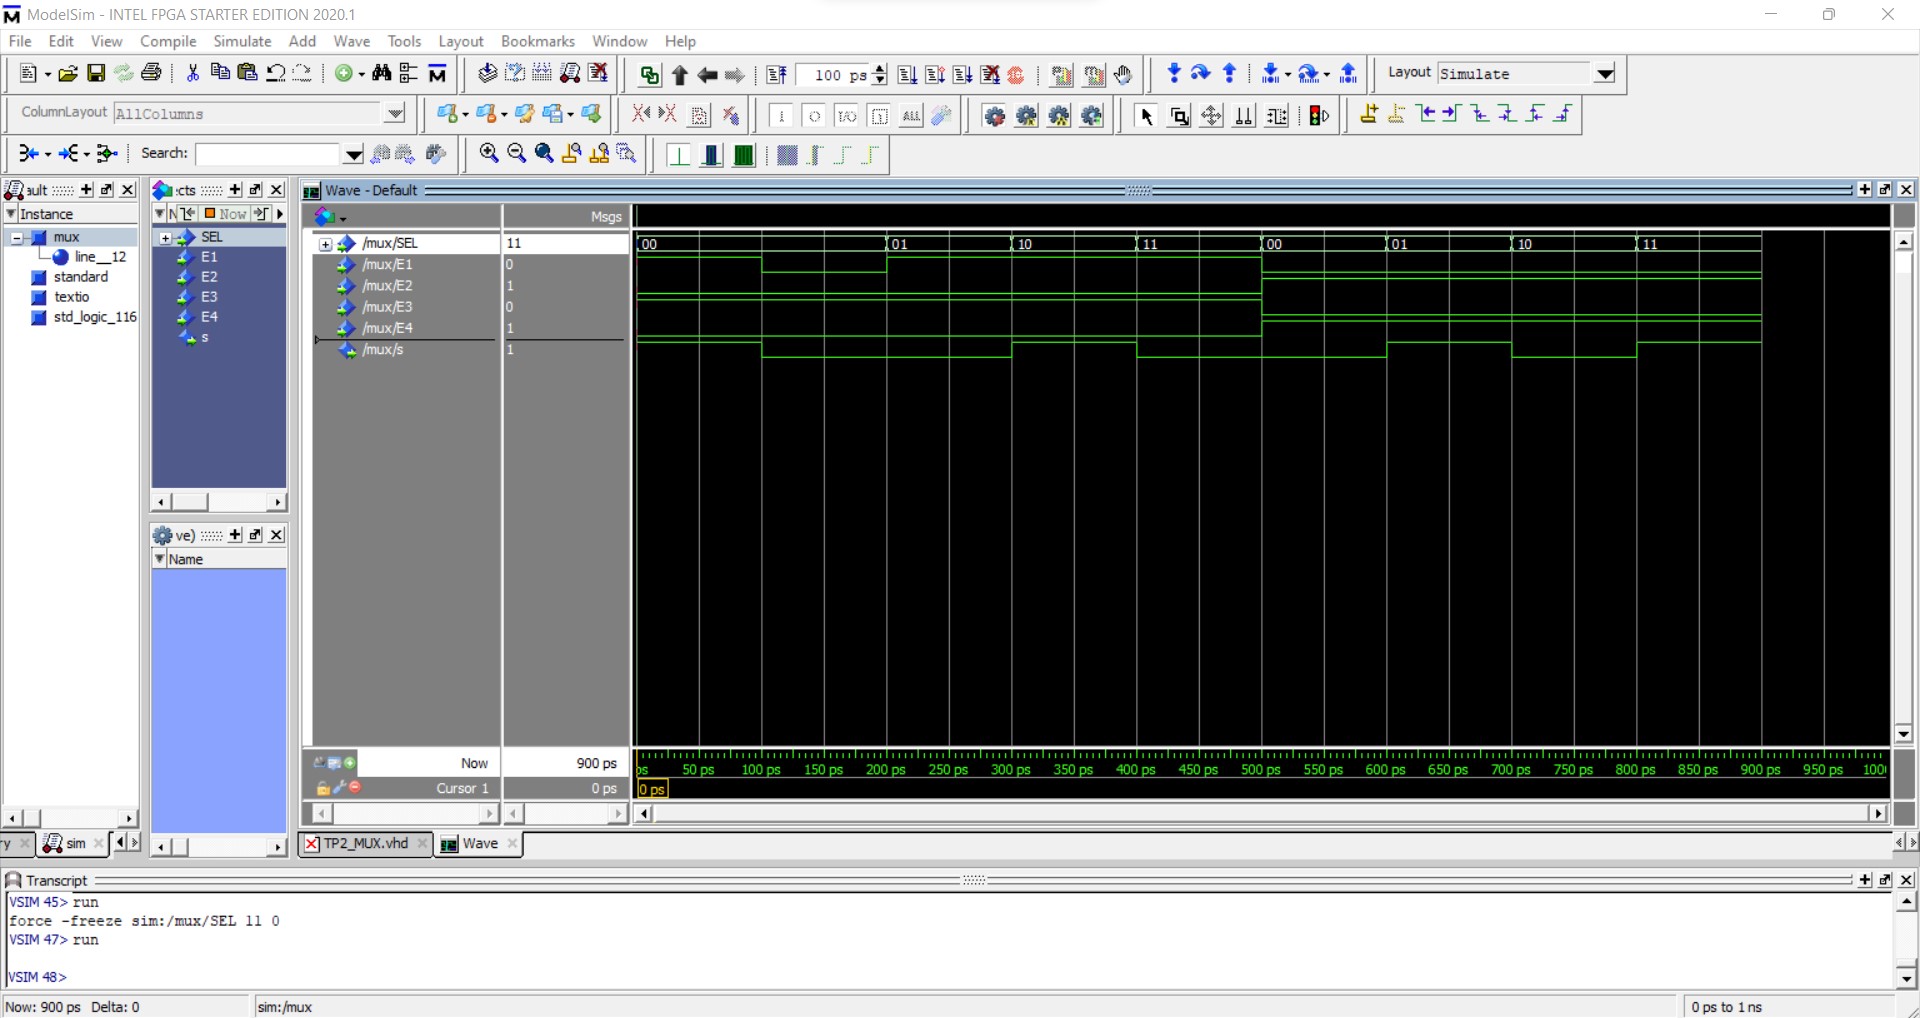 ModelSim - INTEL FPGA STARTER EDITION 2020.1
File Edit View Compile Simulate Add Wave Tools Layout Bookmarks Window Help
100 ps
Layout Simulate
ColumnLayout AllColumns
Search:
ault
Instance
mux
line__12
standard
textio
std_logic_116
cts
Now
SEL
E1
E2
E3
E4
s
ve)
Name
Wave - Default
Msgs
/mux/SEL 11 00 01 10 11 00 01 10 11
/mux/E1 0
/mux/E2 1
/mux/E3 0
/mux/E4 1
/mux/s 1
Now 900 ps
ps 50 ps 100 ps 150 ps 200 ps 250 ps 300 ps 350 ps 400 ps 450 ps 500 ps 550 ps 600 ps 650 ps 700 ps 750 ps 800 ps 850 ps 900 ps 950 ps 100
Cursor 1 0 ps 0 ps
ry sim
TP2_MUX.vhd Wave
Transcript
VSIM 45> run
force -freeze sim:/mux/SEL 11 0
VSIM 47> run
VSIM 48>
Now: 900 ps Delta: 0 sim:/mux 0 ps to 1 ns